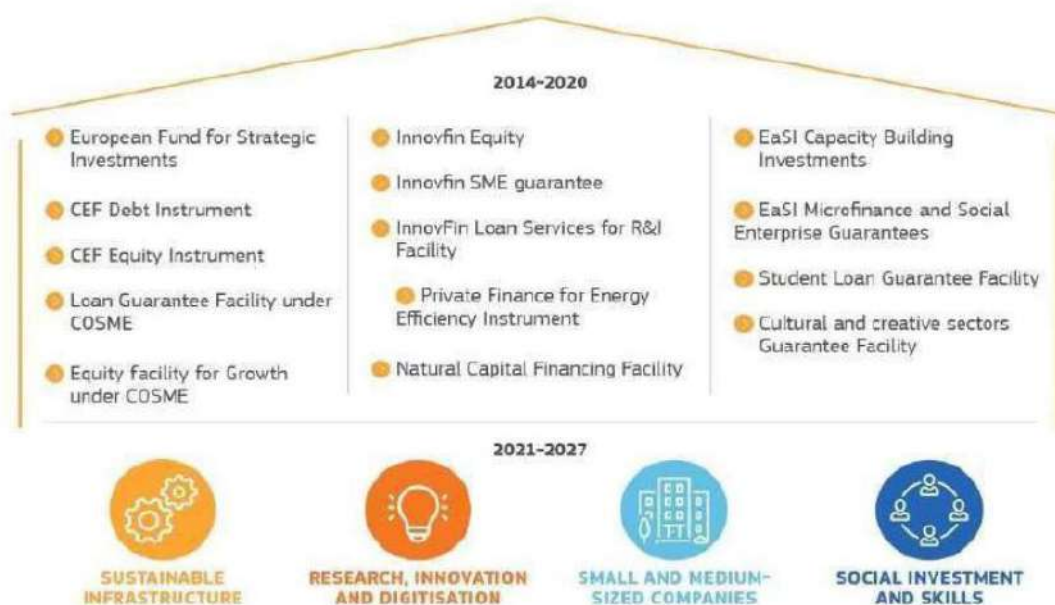 2014-2020
European Fund for Strategic
Investments
CEF Debt Instrument
CEF Equity Instrument
Loan Guarantee Facility under
COSME
Equity facility for Growth
under COSME
Innovfin Equity
Innovfin SME guarantee
InnovFin Loan Services for R&I
Facility
Private Finance for Energy
Efficiency Instrument
Natural Capital Financing Facility
EaSI Capacity Building
Investments
EaSI Microfinance and Social
Enterprise Guarantees
Student Loan Guarantee Facility
Cultural and creative sectors
Guarantee Facility
2021-2027
SUSTAINABLE
INFRASTRUCTURE
RESEARCH, INNOVATION
AND DIGITISATION
SMALL AND MEDIUM-
SIZED COMPANIES
SOCIAL INVESTMENT
AND SKILLS